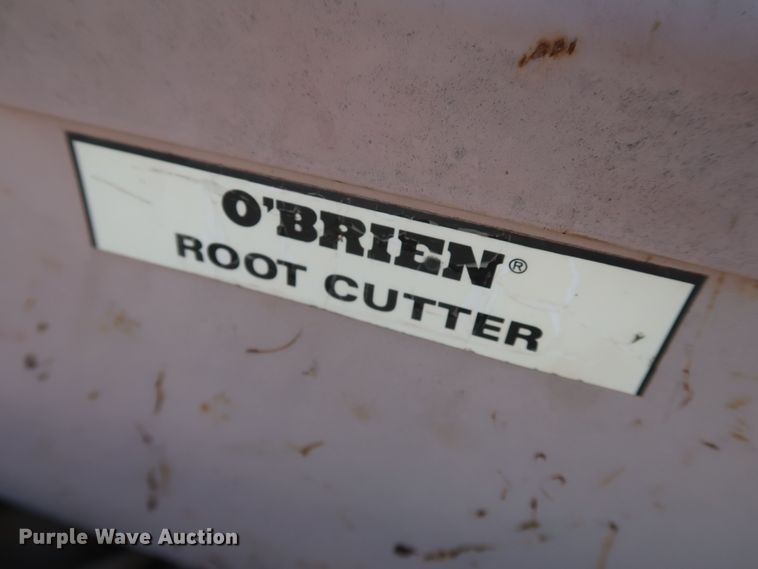 O'BRIEN®
ROOT CUTTER
Purple Wave Auction